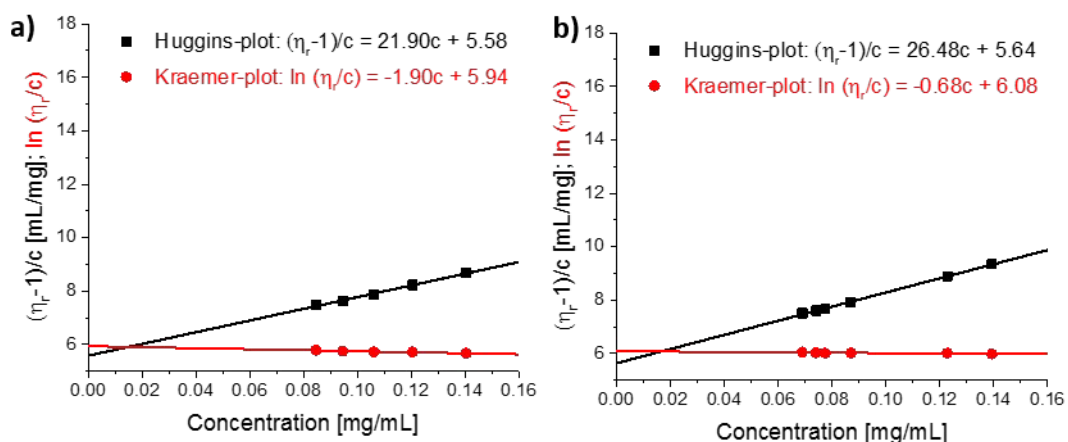 a)
18
16
14
12
10
8
6
(ηr-1)/c [mL/mg]; ln (ηr/c)
Huggins-plot: (ηr-1)/c = 21.90c + 5.58
Kraemer-plot: ln (ηr/c) = -1.90c + 5.94
0.00 0.02 0.04 0.06 0.08 0.10 0.12 0.14 0.16
Concentration [mg/mL]
b)
18
16
14
12
10
8
6
(ηr-1)/c [mL/mg]; ln (ηr/c)
Huggins-plot: (ηr-1)/c = 26.48c + 5.64
Kraemer-plot: ln (ηr/c) = -0.68c + 6.08
0.00 0.02 0.04 0.06 0.08 0.10 0.12 0.14 0.16
Concentration [mg/mL]